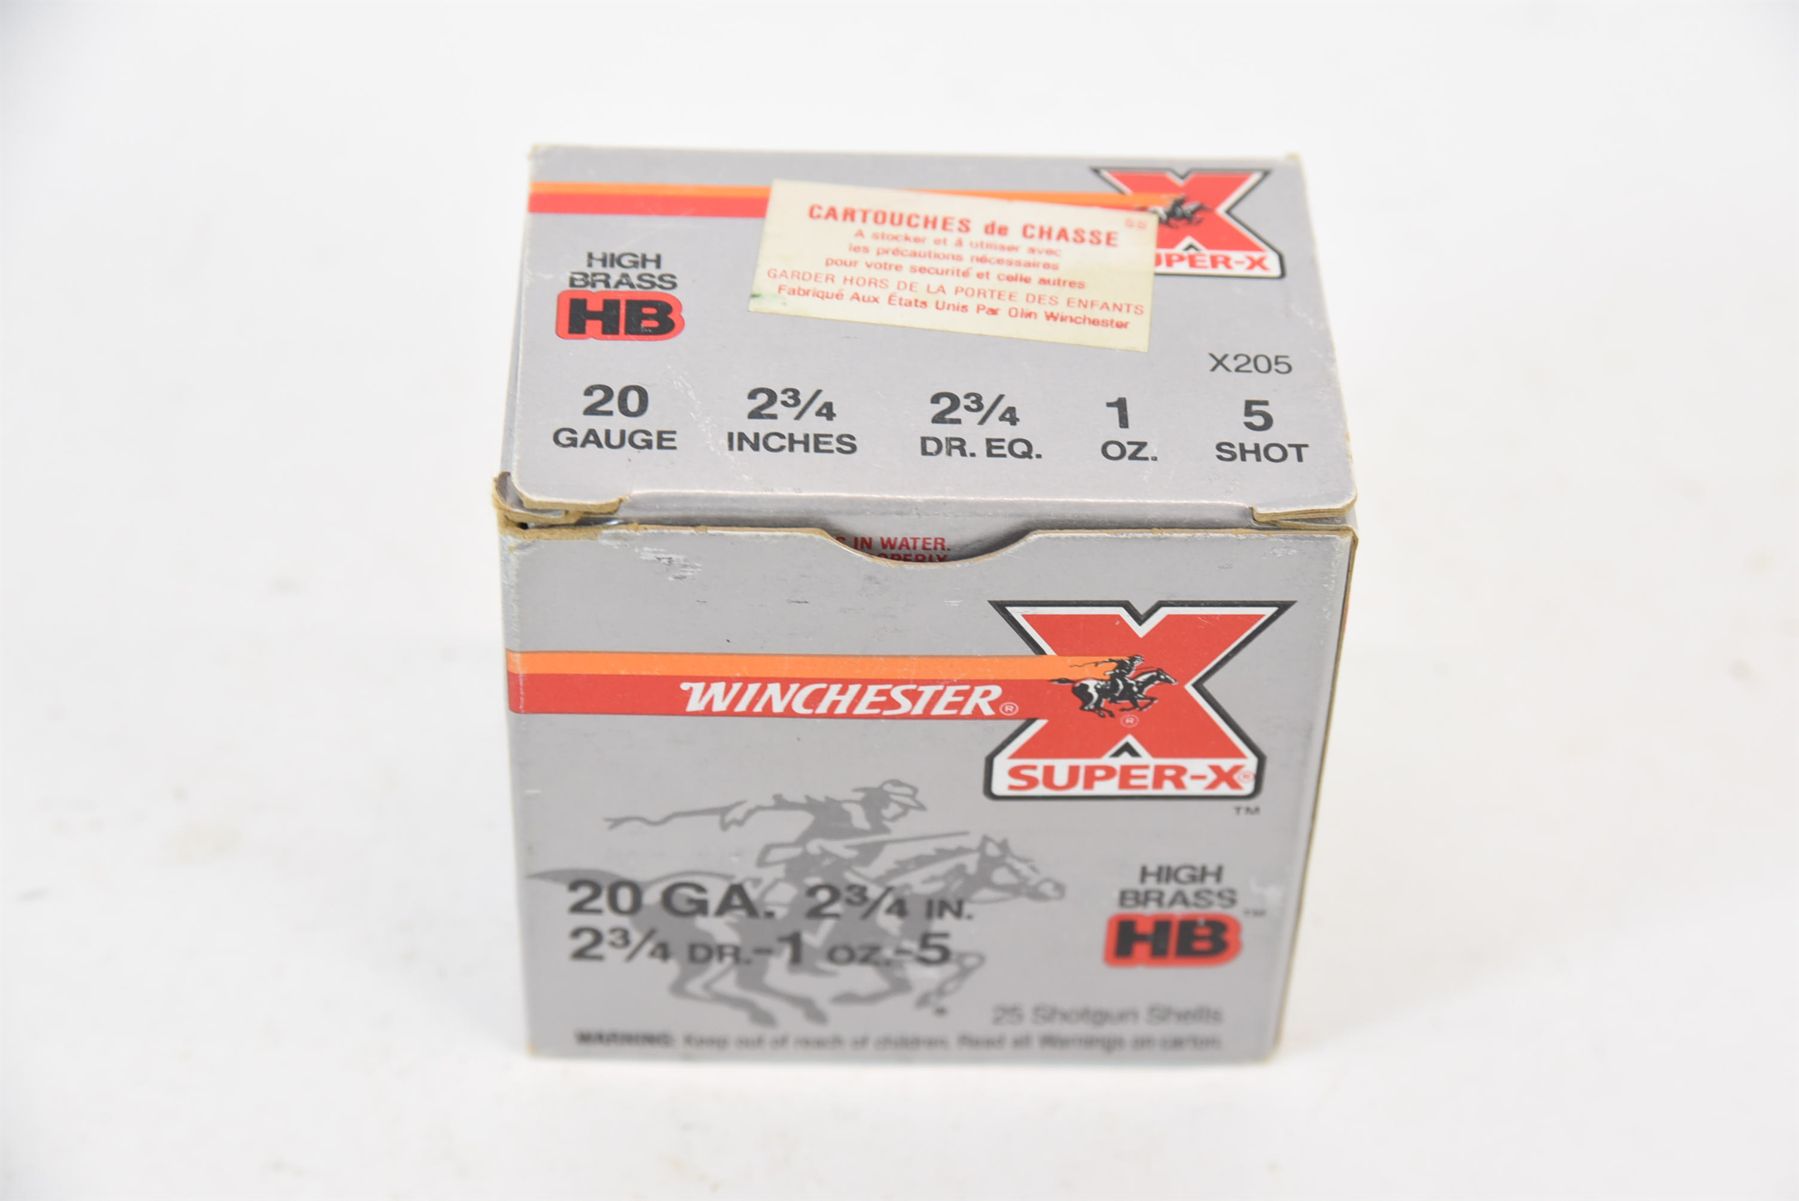 CARTOUCHES de CHASSE
A stocker et à utiliser avec
les précautions nécessaires
pour votre securité et celle autres
GARDER HORS DE LA PORTEE DES ENFANTS
Fabriqué Aux États Unis Par Olin Winchester
SUPER-X
HIGH
BRASS
HB
X205
20 2¾ 2¾ 1 5
GAUGE INCHES DR. EQ. OZ. SHOT
IN WATER.
X
WINCHESTER®
®
SUPER-X®
TM
20 GA. 2¾ IN.
2¾ DR.-1 OZ.-5
HIGH
BRASS
HB™
25 Shotgun Shells
WARNING: Keep out of reach of children. Read all Warnings on carton.